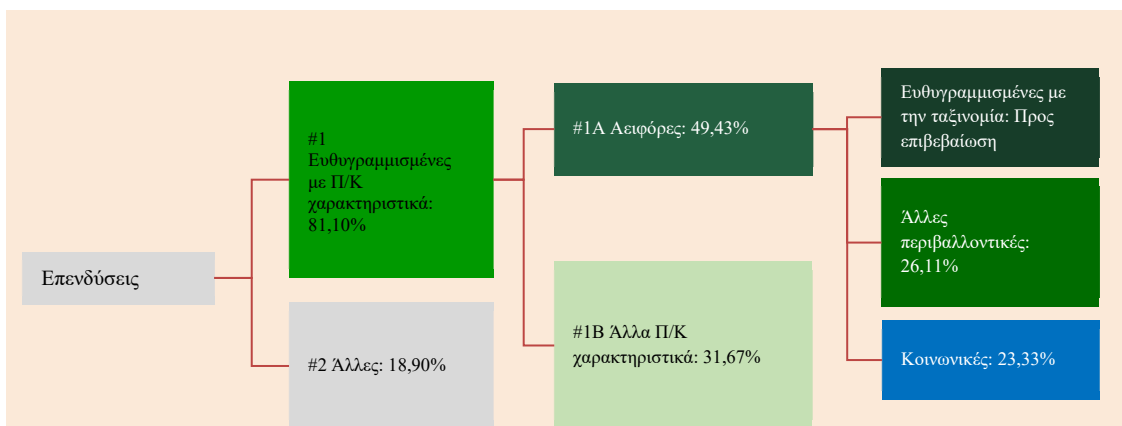 Επενδύσεις
#1
Ευθυγραμμισμένες
με Π/Κ
χαρακτηριστικά:
81,10%
#2 Άλλες: 18,90%
#1A Αειφόρες: 49,43%
#1B Άλλα Π/Κ
χαρακτηριστικά: 31,67%
Ευθυγραμμισμένες με
την ταξινομία: Προς
επιβεβαίωση
Άλλες
περιβαλλοντικές:
26,11%
Κοινωνικές: 23,33%